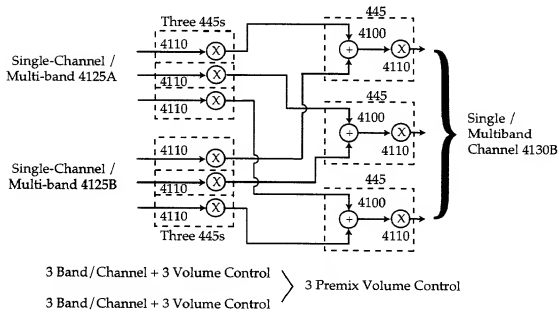 Three 445s
445
4110
4100
Single-Channel /
Multi-band 4125A
4110
4110
4110
445
4100
4110
Single /
Multiband
Channel 4130B
4110
Single-Channel /
Multi-band 4125B
4110
4110
445
4100
4110
Three 445s
3 Band/Channel + 3 Volume Control
3 Premix Volume Control
3 Band/Channel + 3 Volume Control